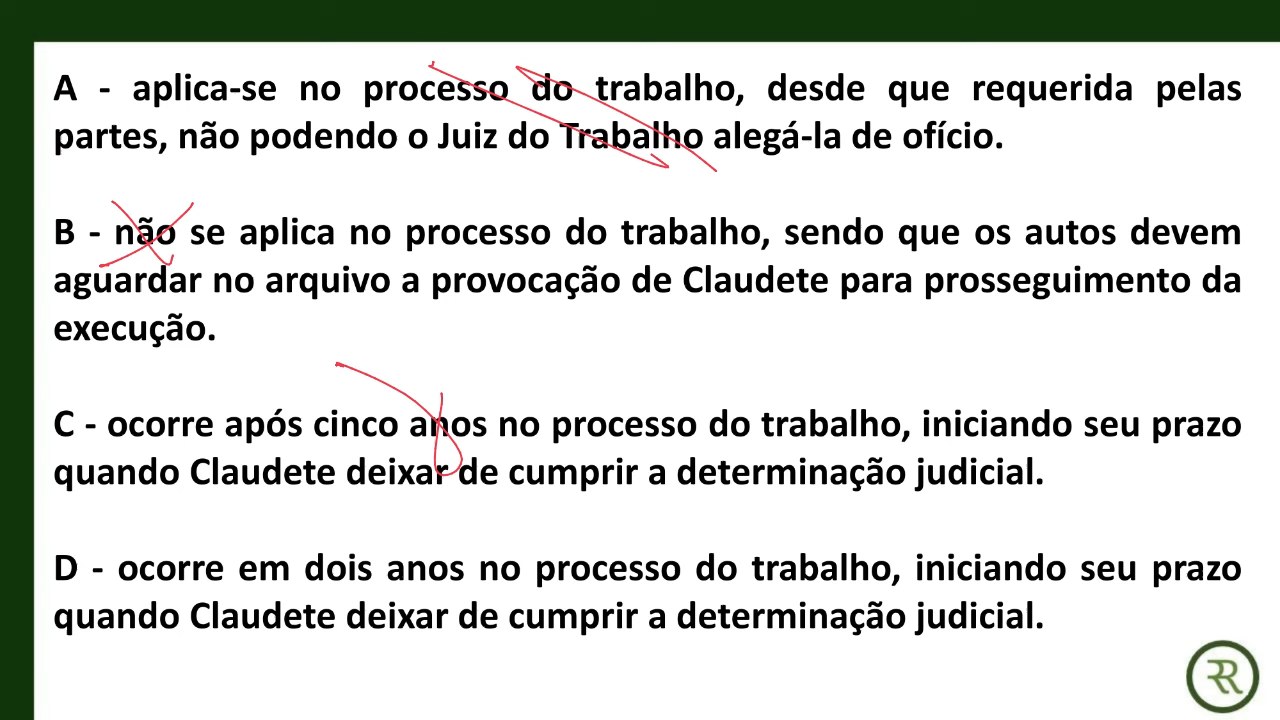 A - aplica-se no processo do trabalho, desde que requerida pelas
partes, não podendo o Juiz do Trabalho alegá-la de ofício.
B - não se aplica no processo do trabalho, sendo que os autos devem
aguardar no arquivo a provocação de Claudete para prosseguimento da
execução.
C - ocorre após cinco anos no processo do trabalho, iniciando seu prazo
quando Claudete deixar de cumprir a determinação judicial.
D - ocorre em dois anos no processo do trabalho, iniciando seu prazo
quando Claudete deixar de cumprir a determinação judicial.
RR